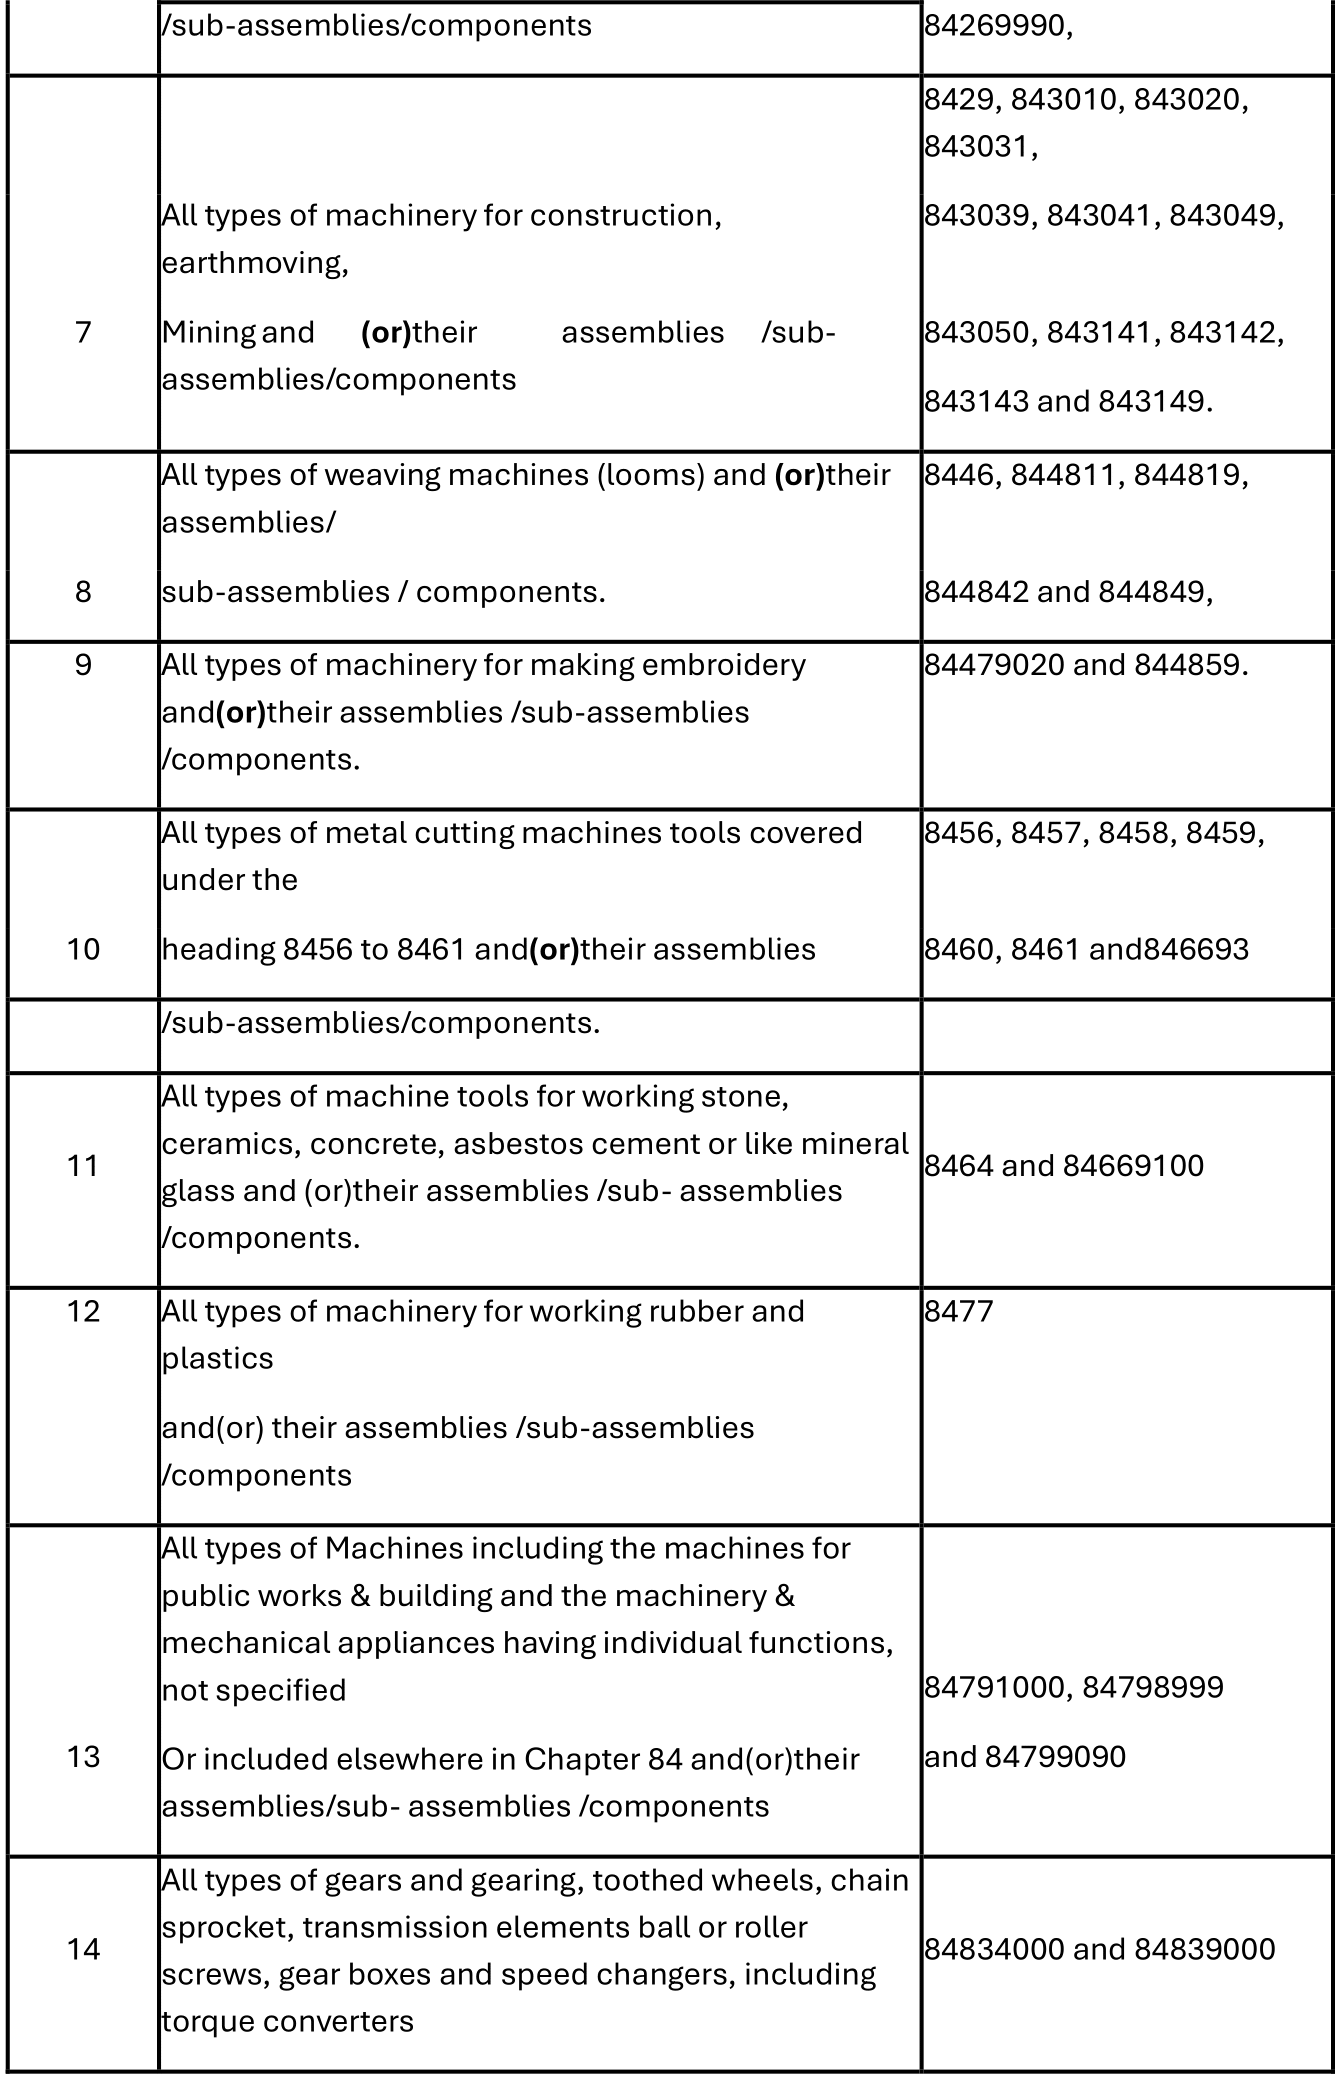 /sub-assemblies/components
84269990,
7
All types of machinery for construction,
earthmoving,
Mining and (or)their assemblies /sub-
assemblies/components
8429, 843010, 843020,
843031,
843039, 843041, 843049,
843050, 843141, 843142,
843143 and 843149.
8
All types of weaving machines (looms) and (or)their
assemblies/
sub-assemblies / components.
8446, 844811, 844819,
844842 and 844849,
9
All types of machinery for making embroidery
and(or)their assemblies /sub-assemblies
/components.
84479020 and 844859.
10
All types of metal cutting machines tools covered
under the
heading 8456 to 8461 and(or)their assemblies
8456, 8457, 8458, 8459,
8460, 8461 and846693
/sub-assemblies/components.
11
All types of machine tools for working stone,
ceramics, concrete, asbestos cement or like mineral
glass and (or)their assemblies /sub- assemblies
/components.
8464 and 84669100
12
All types of machinery for working rubber and
plastics
and(or) their assemblies /sub-assemblies
/components
8477
13
All types of Machines including the machines for
public works & building and the machinery &
mechanical appliances having individual functions,
not specified
Or included elsewhere in Chapter 84 and(or)their
assemblies/sub- assemblies /components
84791000, 84798999
and 84799090
14
All types of gears and gearing, toothed wheels, chain
sprocket, transmission elements ball or roller
screws, gear boxes and speed changers, including
torque converters
84834000 and 84839000